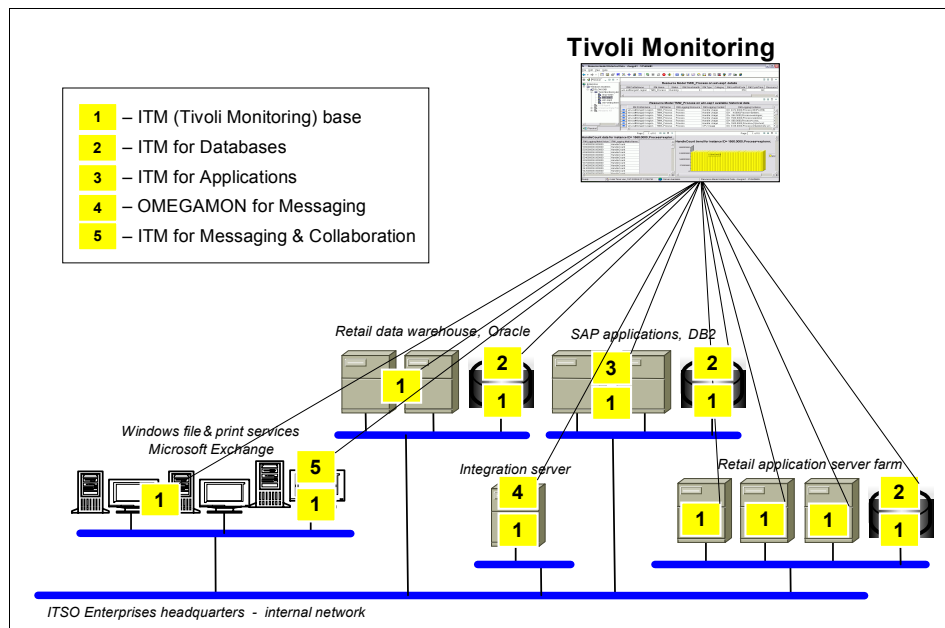 Tivoli Monitoring
1 – ITM (Tivoli Monitoring) base
2 – ITM for Databases
3 – ITM for Applications
4 – OMEGAMON for Messaging
5 – ITM for Messaging & Collaboration
Retail data warehouse, Oracle
SAP applications, DB2
2
3
2
1
1
1
1
Windows file & print services
Microsoft Exchange
Integration server
Retail application server farm
5
4
2
1
1
1
1
1
1
1
ITSO Enterprises headquarters - internal network